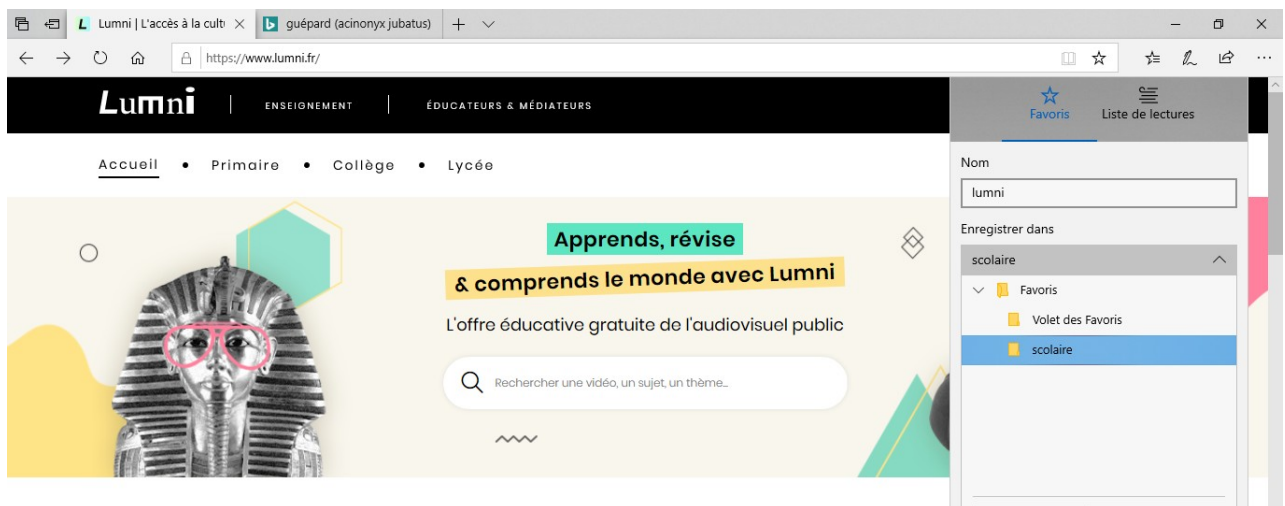 Lumni | L'accès à la cult
guépard (acinonyx jubatus)
https://www.lumni.fr/
Lumni
ENSEIGNEMENT
ÉDUCATEURS & MÉDIATEURS
Accueil • Primaire • Collège • Lycée
Apprends, révise
& comprends le monde avec Lumni
L'offre éducative gratuite de l'audiovisuel public
Rechercher une vidéo, un sujet, un thème...
Favoris
Liste de lectures
Nom
lumni
Enregistrer dans
scolaire
Favoris
Volet des Favoris
scolaire